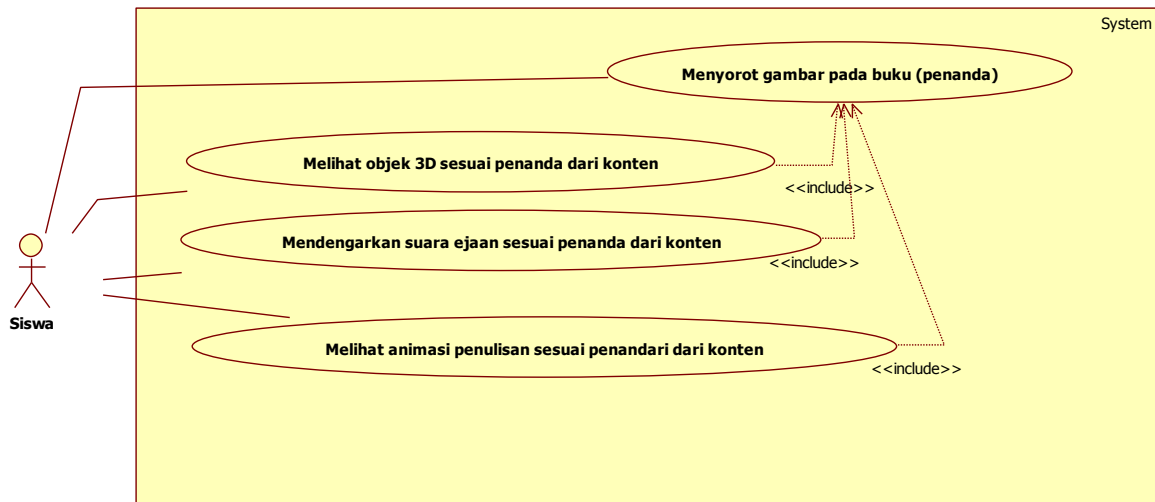 System
Menyorot gambar pada buku (penanda)
Melihat objek 3D sesuai penanda dari konten
<<include>>
Mendengarkan suara ejaan sesuai penanda dari konten
<<include>>
Siswa
Melihat animasi penulisan sesuai penandari dari konten
<<include>>